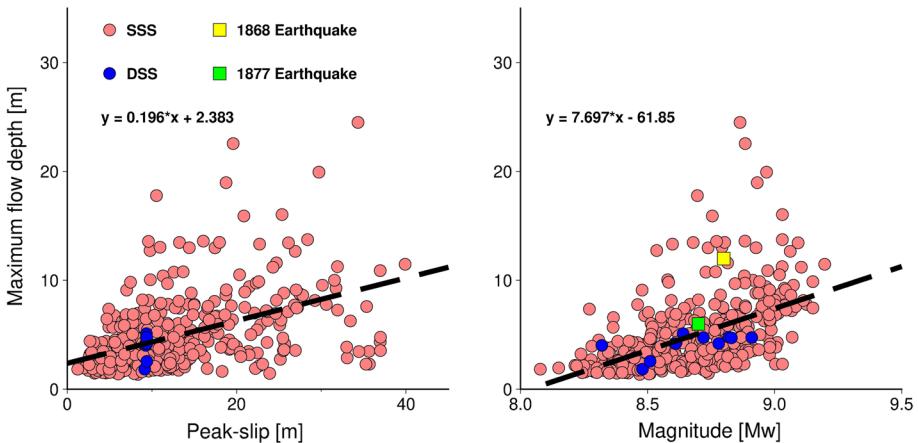 SSS
1868 Earthquake
DSS
1877 Earthquake
y = 0.196*x + 2.383
Maximum flow depth [m]
0
10
20
30
0
20
40
Peak-slip [m]
y = 7.697*x - 61.85
0
10
20
30
8.0
8.5
9.0
9.5
Magnitude [Mw]